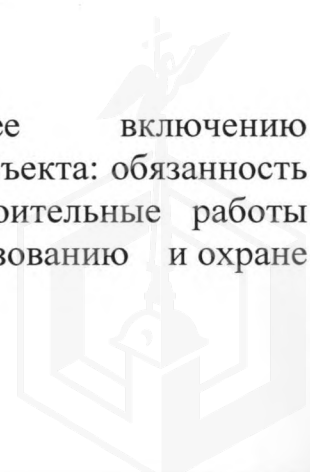 ее включению
ъекта: обязанность
оительные работы
зованию и охране